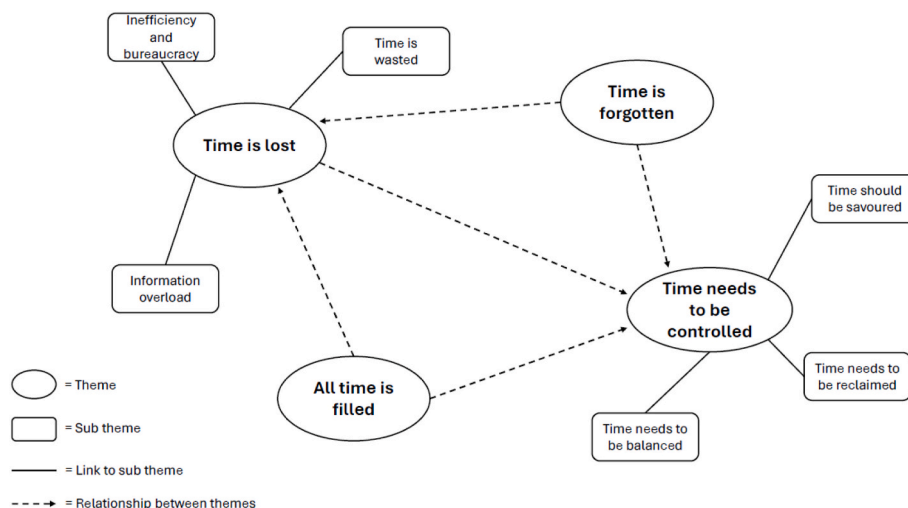 Inefficiency
and
bureaucracy
Time is
wasted
Time is
forgotten
Time is lost
Time should
be savoured
Information
overload
Time needs
to be
controlled
All time is
filled
Time needs to
be reclaimed
Time needs to
be balanced
= Theme
= Sub theme
= Link to sub theme
= Relationship between themes